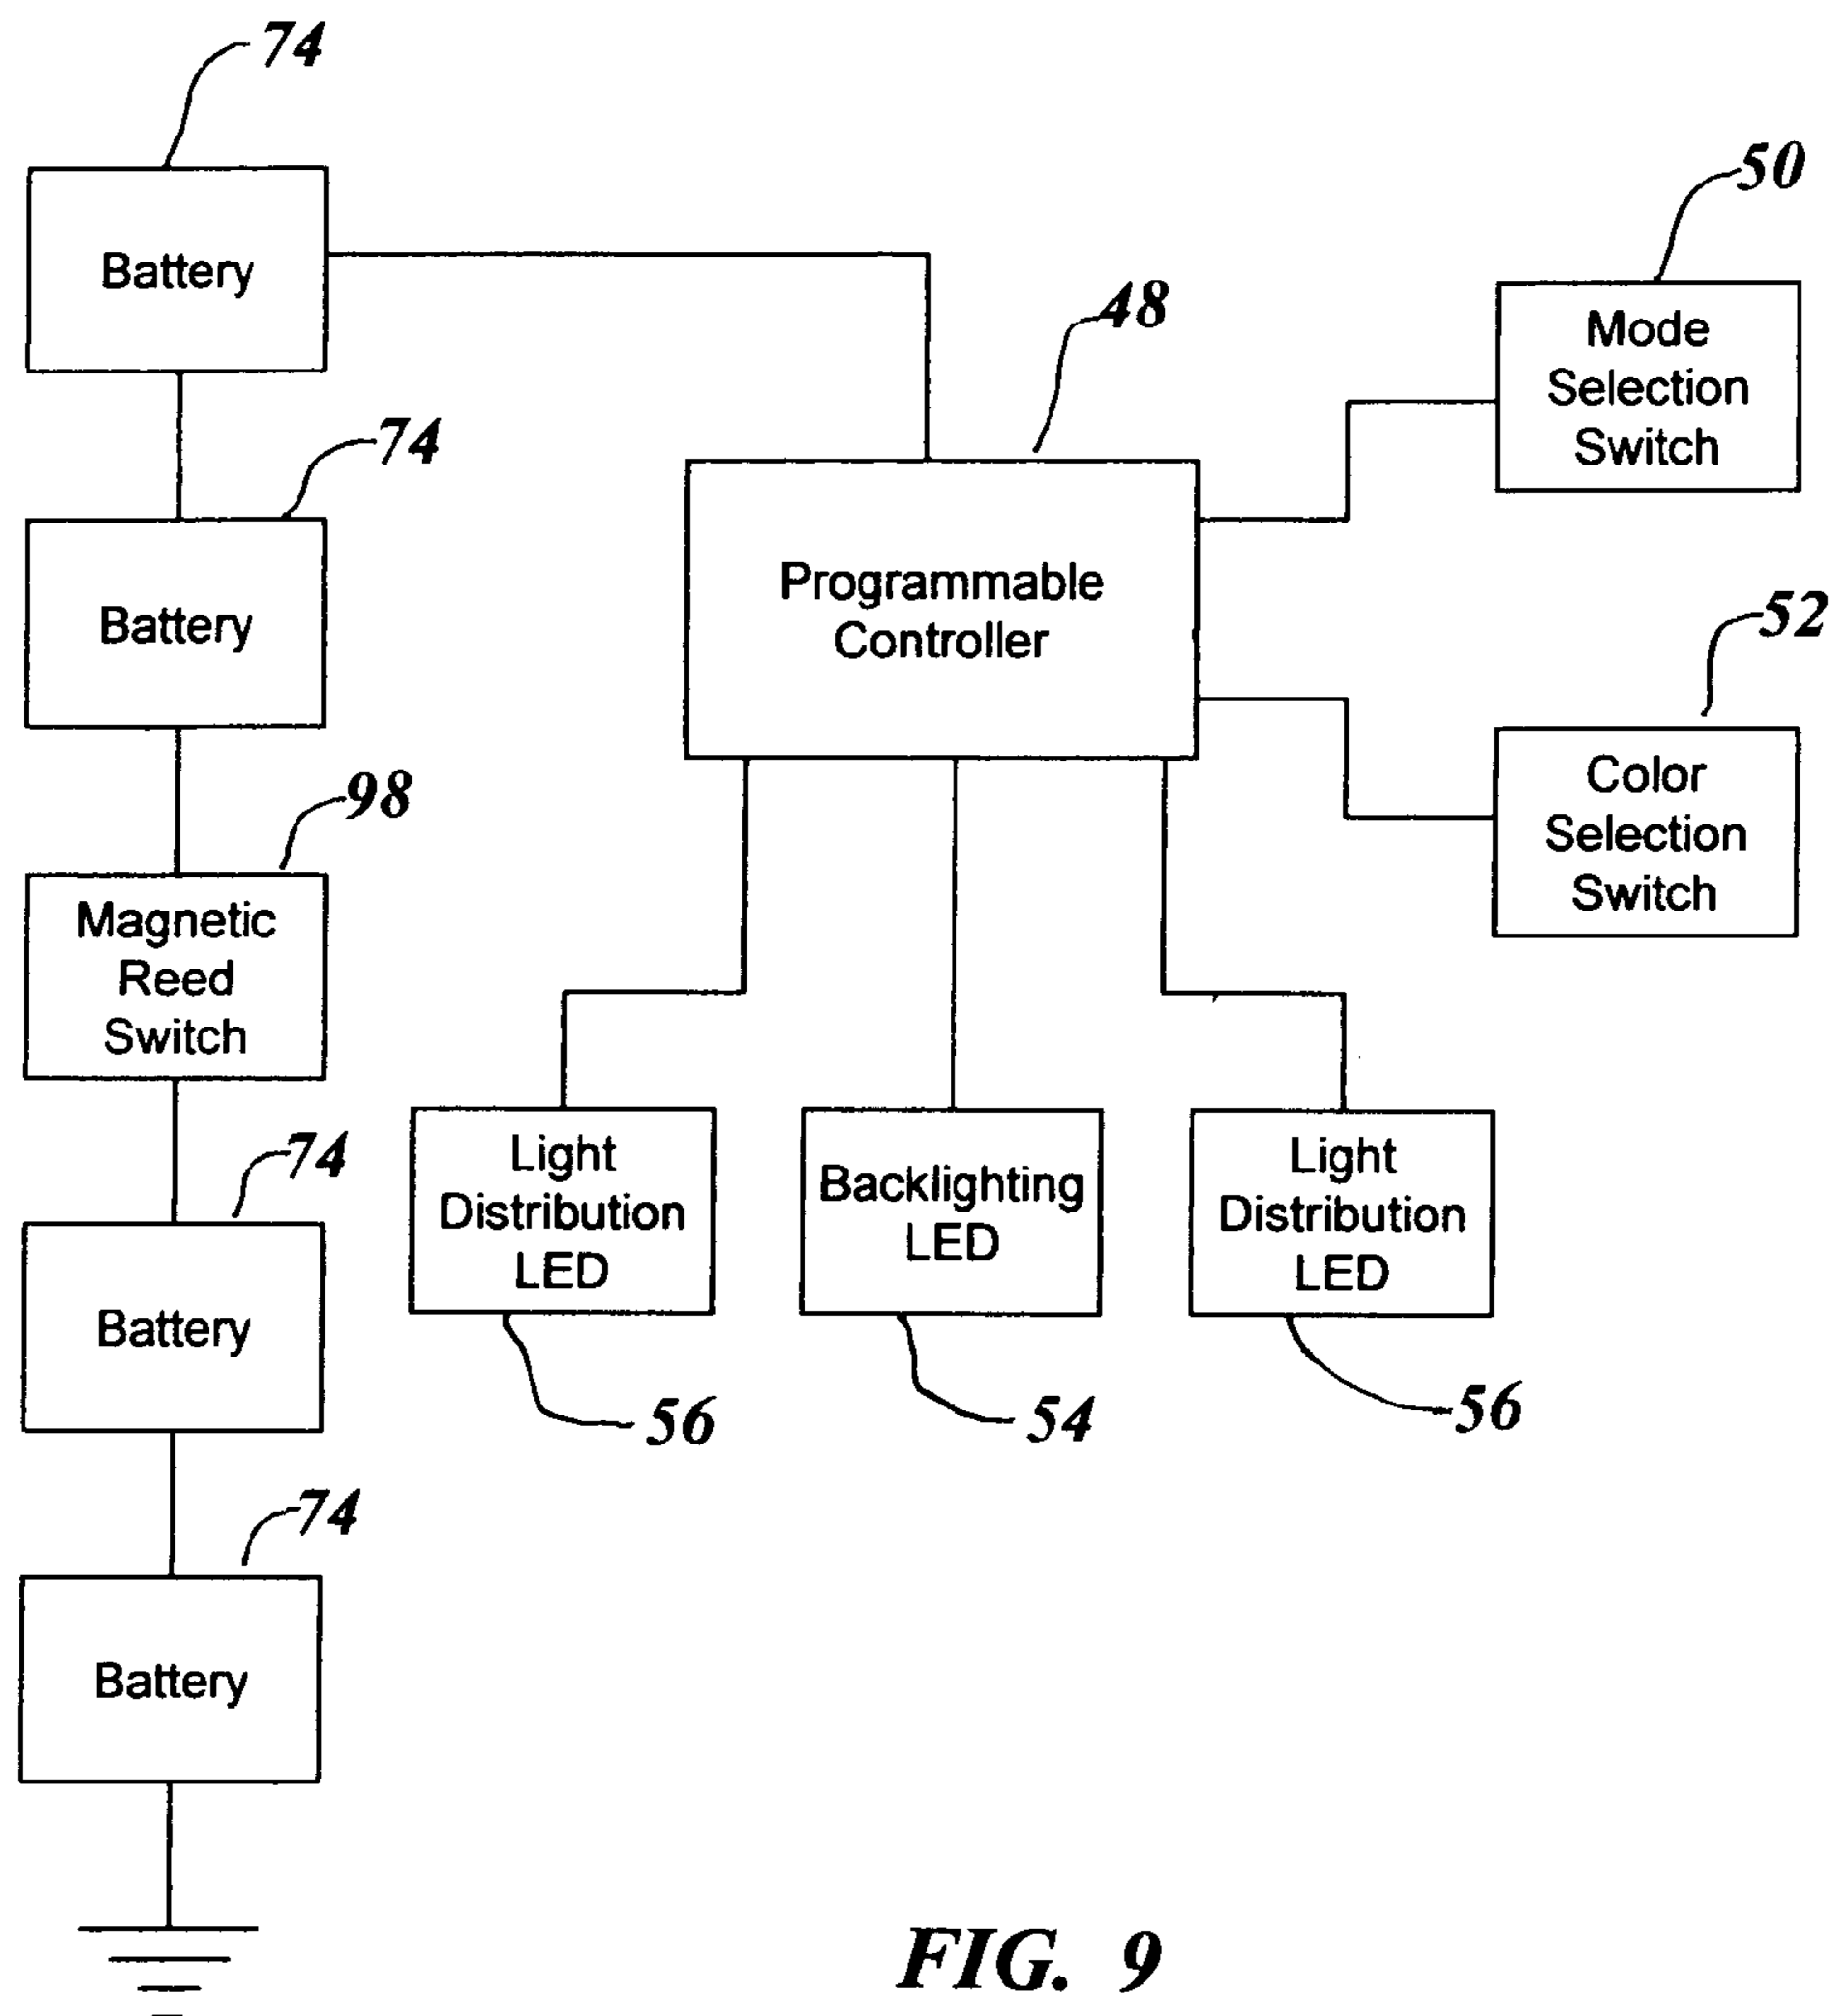 74
Battery
50
Mode
Selection
Switch
48
74
Battery
Programmable
Controller
52
Color
Selection
Switch
98
Magnetic
Reed
Switch
74
Battery
Light
Distribution
LED
Backlighting
LED
Light
Distribution
LED
56
54
56
74
Battery
FIG. 9